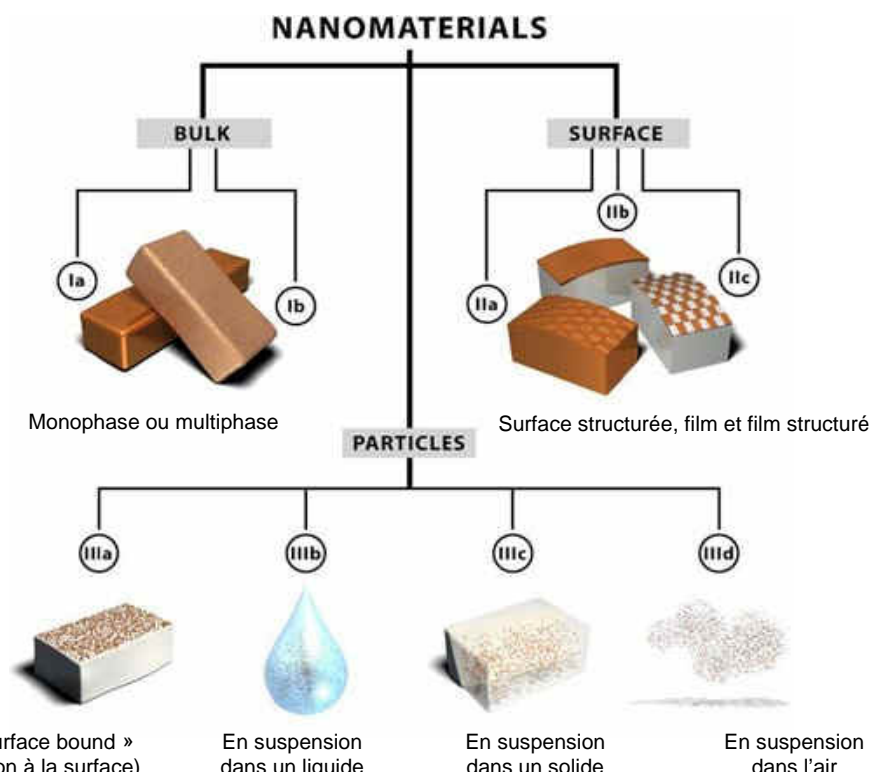 NANOMATERIALS
BULK
SURFACE
Ia
Ib
IIa
IIb
IIc
Monophase ou multiphase
Surface structurée, film et film structuré
PARTICLES
IIIa
IIIb
IIIc
IIId
bound »
à la surface)
En suspension
dans un liquide
En suspension
dans un solide
En suspension
dans l'air